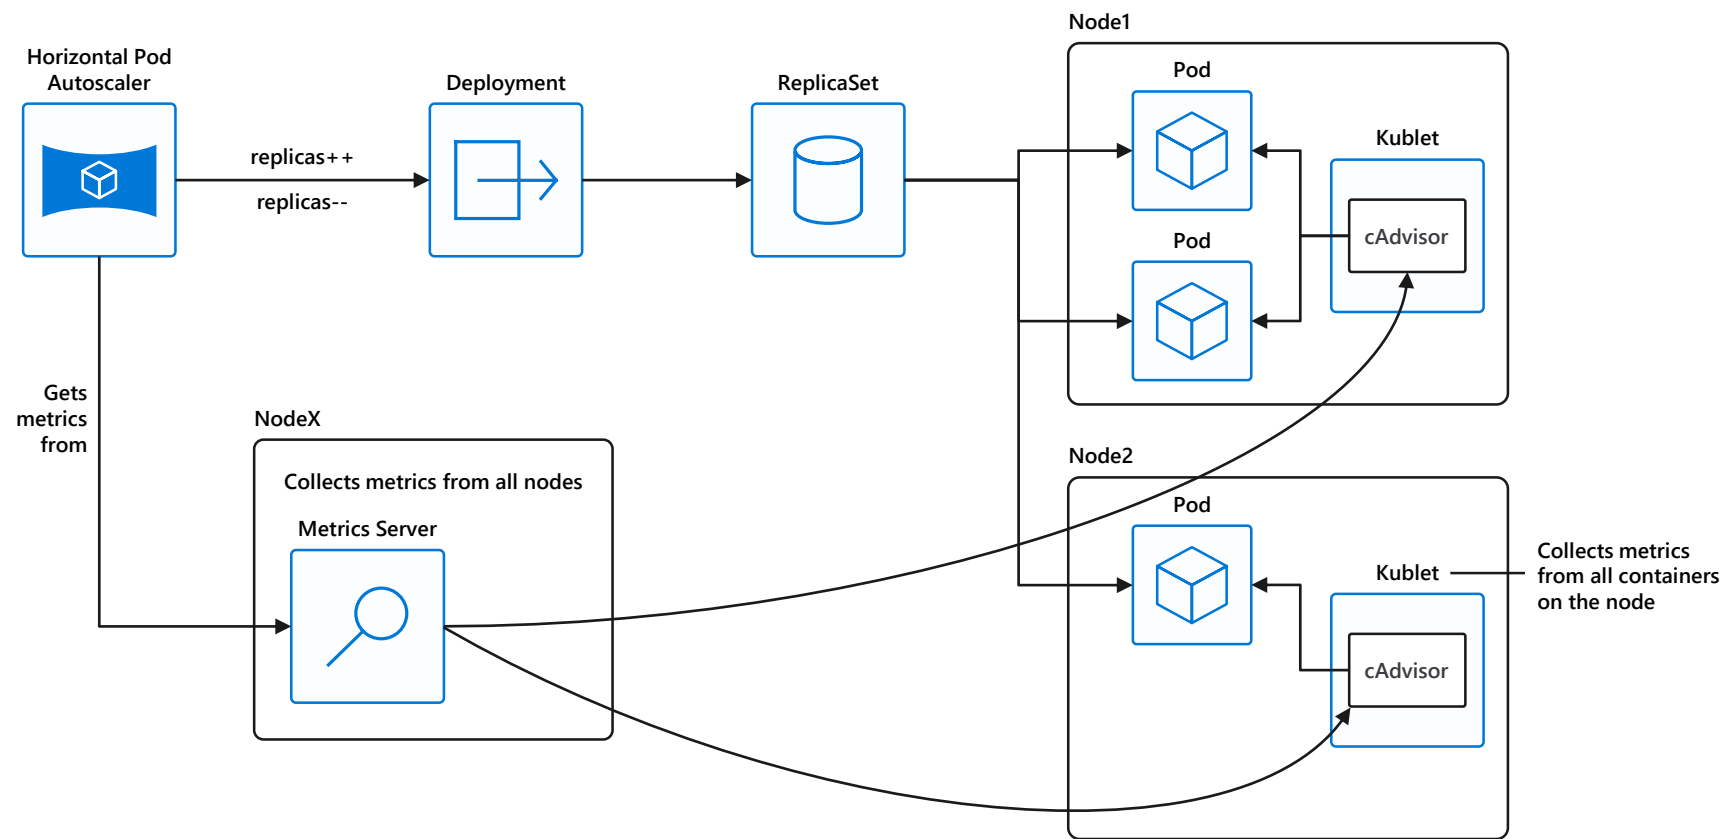 Horizontal Pod
Autoscaler
replicas++
replicas--
Deployment
ReplicaSet
Node1
Pod
Pod
Kublet
cAdvisor
Gets
metrics
from
NodeX
Collects metrics from all nodes
Metrics Server
Node2
Pod
Kublet
cAdvisor
Collects metrics
from all containers
on the node